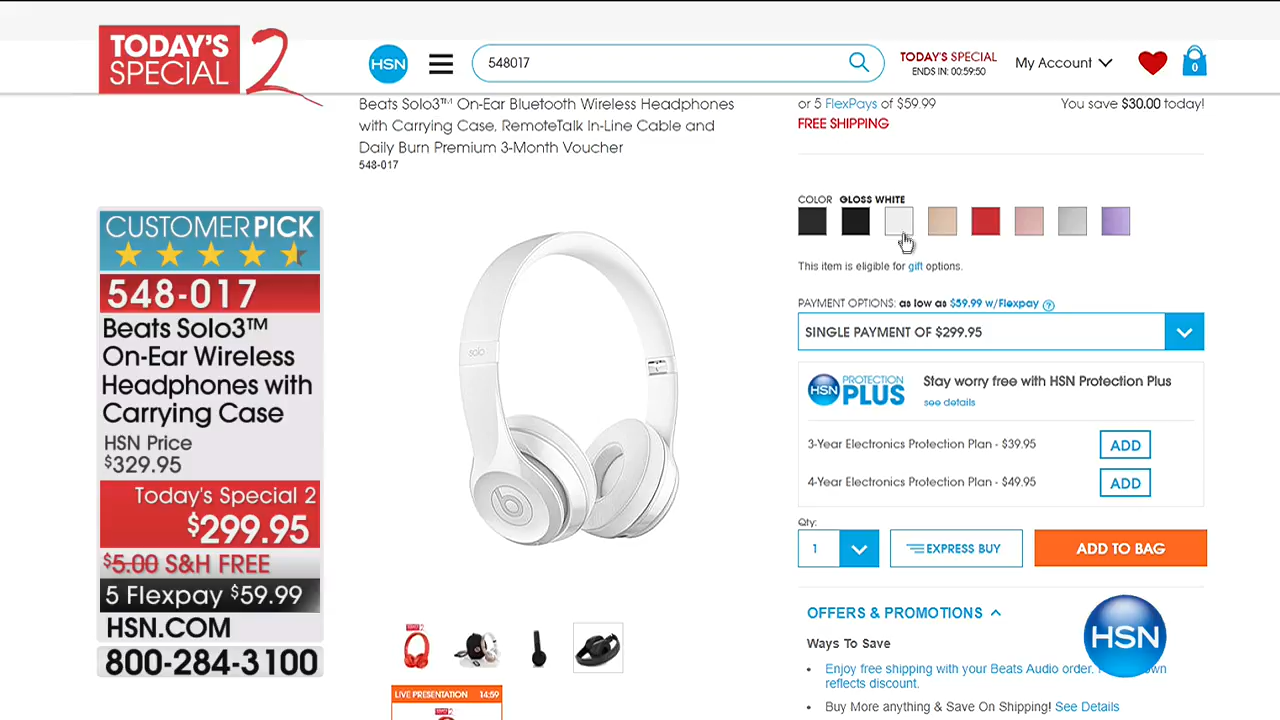 TODAY'S
SPECIAL 2
HSN
548017
TODAY'S SPECIAL
ENDS IN: 00:59:50
My Account
0
Beats Solo3™ On-Ear Bluetooth Wireless Headphones
with Carrying Case, RemoteTalk In-Line Cable and
Daily Burn Premium 3-Month Voucher
548-017
or 5 FlexPays of $59.99
You save $30.00 today!
FREE SHIPPING
CUSTOMER PICK
548-017
Beats Solo3™
On-Ear Wireless
Headphones with
Carrying Case
HSN Price
$329.95
Today's Special 2
$299.95
$5.00 S&H FREE
5 Flexpay $59.99
HSN.COM
800-284-3100
solo
b
COLOR GLOSS WHITE
This item is eligible for gift options.
PAYMENT OPTIONS: as low as $59.99 w/Flexpay ?
SINGLE PAYMENT OF $299.95
HSN PROTECTION
PLUS
Stay worry free with HSN Protection Plus
see details
3-Year Electronics Protection Plan - $39.95
ADD
4-Year Electronics Protection Plan - $49.95
ADD
Qty:
1
EXPRESS BUY
ADD TO BAG
OFFERS & PROMOTIONS
Ways To Save
• Enjoy free shipping with your Beats Audio order. own
reflects discount.
• Buy More anything & Save On Shipping! See Details
HSN
LIVE PRESENTATION 14:59